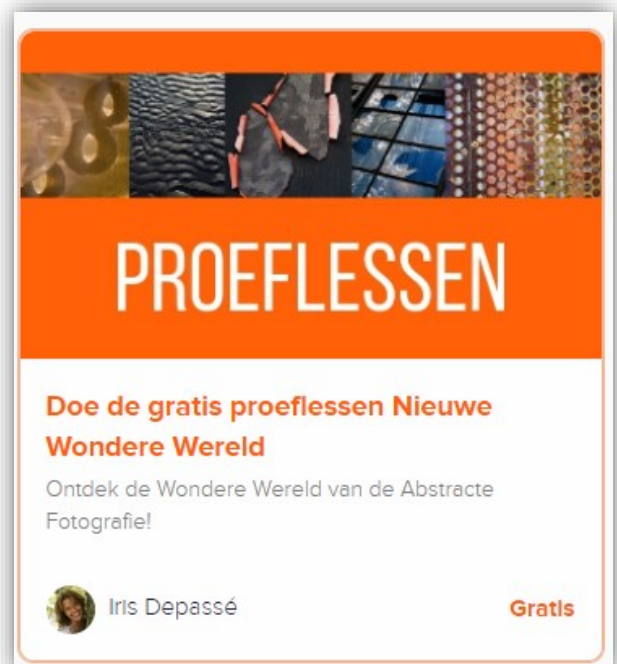 PROEFLESSEN
Doe de gratis proeflessen Nieuwe
Wondere Wereld
Ontdek de Wondere Wereld van de Abstracte
Fotografie!
Iris Depassé
Gratis